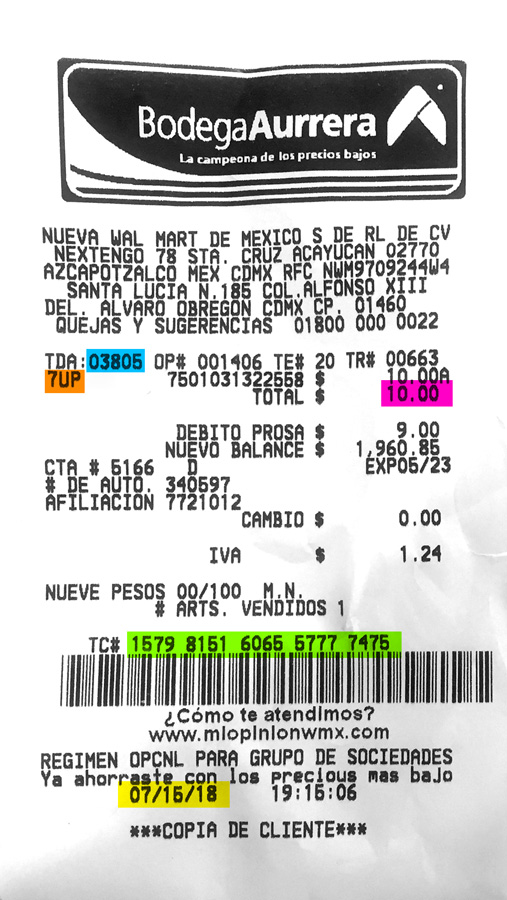 BodegaAurrera
La campeona de los precios bajos
NUEVA WAL MART DE MEXICO S DE RL DE CV
NEXTENGO 78 STA. CRUZ ACAYUCAN 02770
AZCAPOTZALCO MEX CDMX RFC NWM9709244W4
SANTA LUCIA N.185 COL.ALFONSO XIII
DEL. ALVARO OBREGON CDMX CP. 01460
QUEJAS Y SUGERENCIAS 01800 000 0022
TDA:03805 OP# 001406 TE# 20 TR# 00663
7UP 7501031322558 $ 10.00A
TOTAL $ 10.00
DEBITO PROSA $ 9.00
NUEVO BALANCE $ 1,960.85
CTA # 5166 D EXP05/23
# DE AUTO. 340597
AFILIACION 7721012
CAMBIO $ 0.00
IVA $ 1.24
NUEVE PESOS 00/100 M.N.
# ARTS. VENDIDOS 1
TC# 1579 8151 6065 5777 7475
¿Cómo te atendimos?
www.miopinionwmx.com
REGIMEN OPCNL PARA GRUPO DE SOCIEDADES
Ya ahorraste con los precious mas bajo
07/15/18 19:15:06
***COPIA DE CLIENTE***